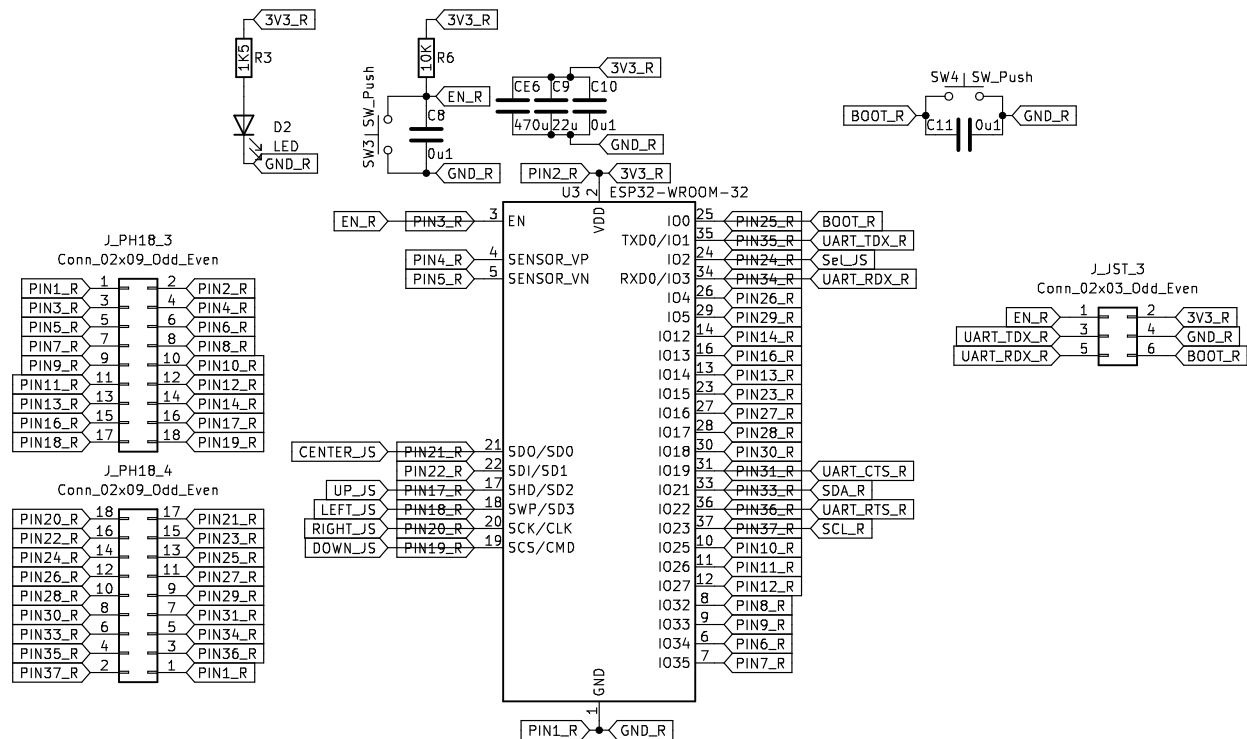 3V3_R
1K5 R3
D2
LED
GND_R
3V3_R
10K R6
EN_R
SW3 SW_Push
C8
0u1
GND_R
3V3_R
CE6 C9 C10
470u 22u 0u1
GND_R
SW4 SW_Push
BOOT_R
GND_R
C11 0u1
PIN2_R 3V3_R
U3 2 ESP32-WROOM-32
VDD
EN_R PIN3_R 3 EN
PIN4_R 4 SENSOR_VP
PIN5_R 5 SENSOR_VN
CENTER_JS PIN21_R 21 SDO/SD0
PIN22_R 22 SDI/SD1
UP_JS PIN17_R 17 SHD/SD2
LEFT_JS PIN18_R 18 SWP/SD3
RIGHT_JS PIN20_R 20 SCK/CLK
DOWN_JS PIN19_R 19 SCS/CMD
IO0 25 PIN25_R BOOT_R
TXD0/IO1 35 PIN35_R UART_TDX_R
IO2 24 PIN24_R Sel_JS
RXD0/IO3 34 PIN34_R UART_RDX_R
IO4 26 PIN26_R
IO5 29 PIN29_R
IO12 14 PIN14_R
IO13 16 PIN16_R
IO14 13 PIN13_R
IO15 23 PIN23_R
IO16 27 PIN27_R
IO17 28 PIN28_R
IO18 30 PIN30_R
IO19 31 PIN31_R UART_CTS_R
IO21 33 PIN33_R SDA_R
IO22 36 PIN36_R UART_RTS_R
IO23 37 PIN37_R SCL_R
IO25 10 PIN10_R
IO26 11 PIN11_R
IO27 12 PIN12_R
IO32 8 PIN8_R
IO33 9 PIN9_R
IO34 6 PIN6_R
IO35 7 PIN7_R
GND
1
PIN1_R GND_R
J_PH18_3
Conn_02x09_Odd_Even
PIN1_R 1 2 PIN2_R
PIN3_R 3 4 PIN4_R
PIN5_R 5 6 PIN6_R
PIN7_R 7 8 PIN8_R
PIN9_R 9 10 PIN10_R
PIN11_R 11 12 PIN12_R
PIN13_R 13 14 PIN14_R
PIN16_R 15 16 PIN17_R
PIN18_R 17 18 PIN19_R
J_PH18_4
Conn_02x09_Odd_Even
PIN20_R 18 17 PIN21_R
PIN22_R 16 15 PIN23_R
PIN24_R 14 13 PIN25_R
PIN26_R 12 11 PIN27_R
PIN28_R 10 9 PIN29_R
PIN30_R 8 7 PIN31_R
PIN33_R 6 5 PIN34_R
PIN35_R 4 3 PIN36_R
PIN37_R 2 1 PIN1_R
J_JST_3
Conn_02x03_Odd_Even
EN_R 1 2 3V3_R
UART_TDX_R 3 4 GND_R
UART_RDX_R 5 6 BOOT_R